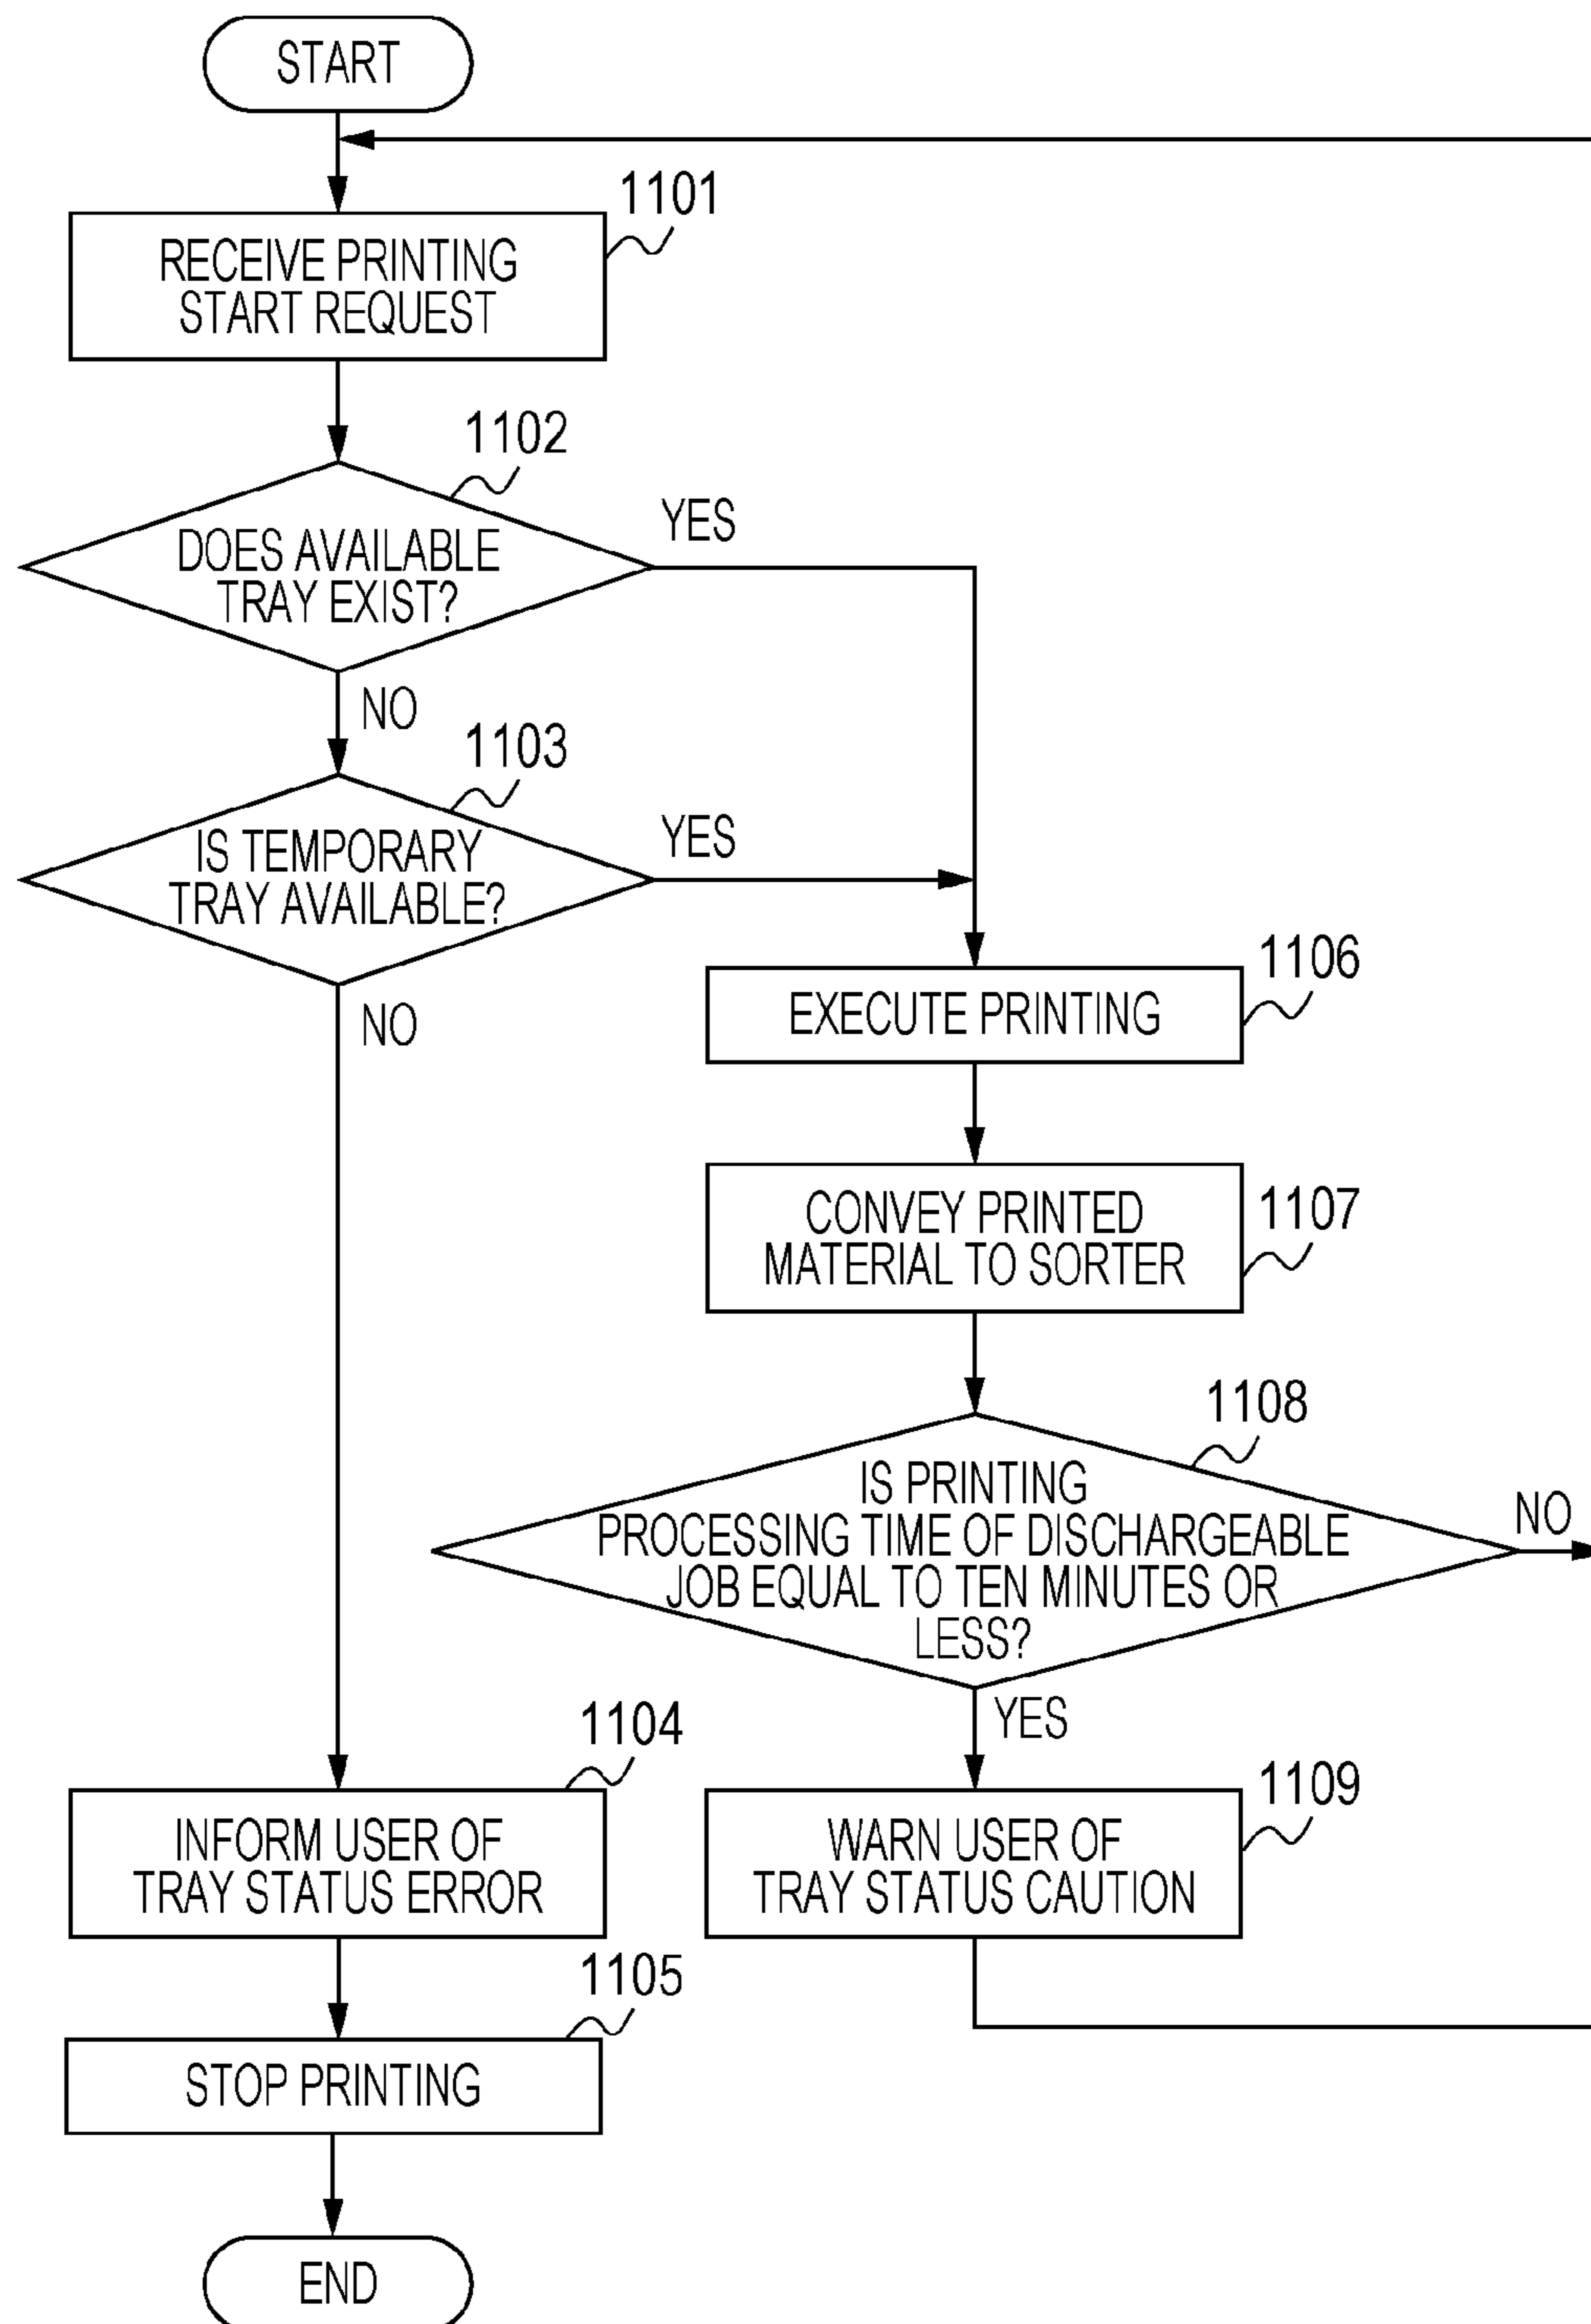 START
1101
RECEIVE PRINTING
START REQUEST
1102
DOES AVAILABLE
TRAY EXIST?
YES
NO
1103
IS TEMPORARY
TRAY AVAILABLE?
YES
NO
1106
EXECUTE PRINTING
1107
CONVEY PRINTED
MATERIAL TO SORTER
1108
IS PRINTING
PROCESSING TIME OF DISCHARGEABLE
JOB EQUAL TO TEN MINUTES OR
LESS?
NO
YES
1104
INFORM USER OF
TRAY STATUS ERROR
1109
WARN USER OF
TRAY STATUS CAUTION
1105
STOP PRINTING
END